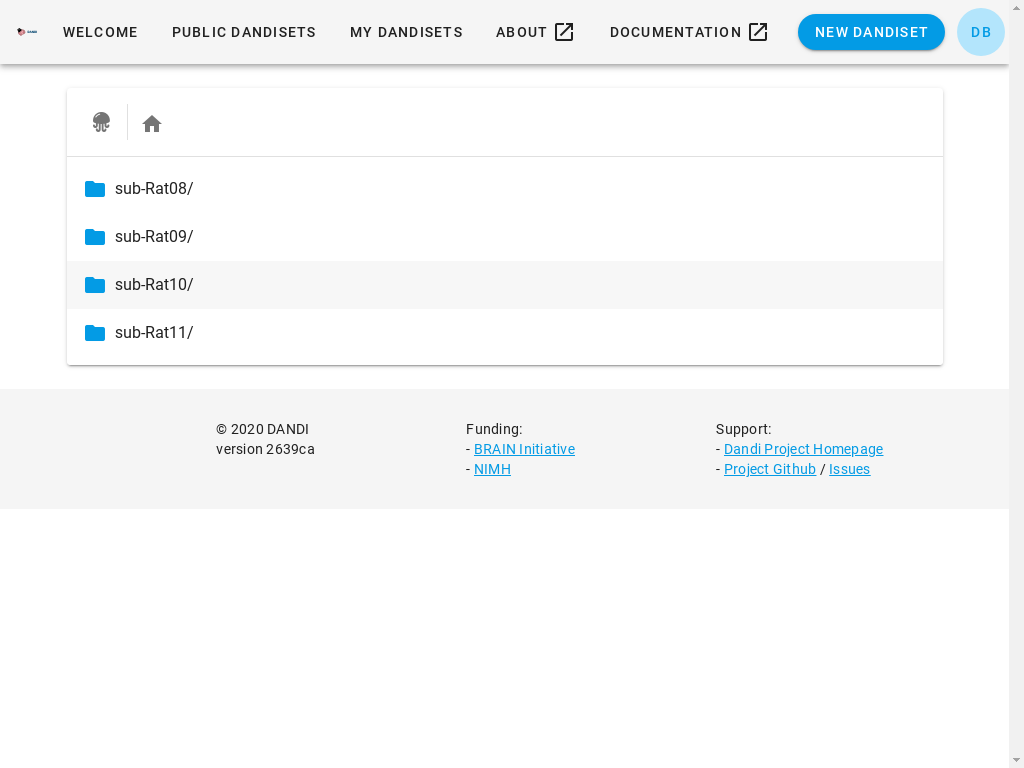 WELCOME PUBLIC DANDISETS MY DANDISETS ABOUT DOCUMENTATION NEW DANDISET DB
sub-Rat08/
sub-Rat09/
sub-Rat10/
sub-Rat11/
© 2020 DANDI
version 2639ca
Funding:
- BRAIN Initiative
- NIMH
Support:
- Dandi Project Homepage
- Project Github / Issues